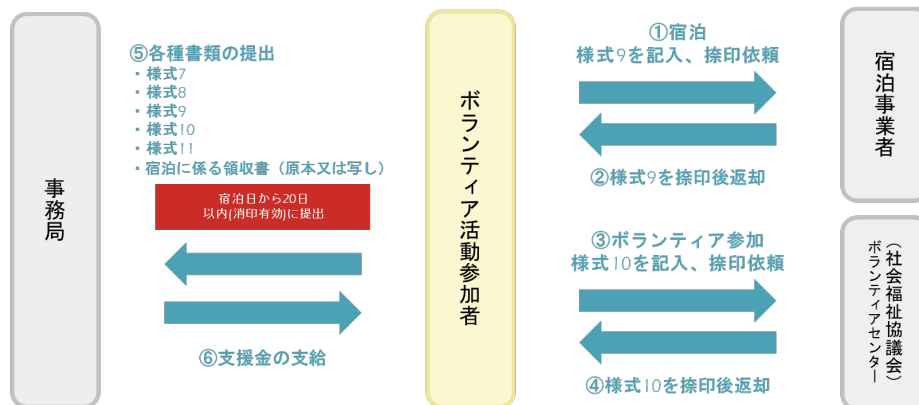 事務局
⑤各種書類の提出
・様式7
・様式8
・様式9
・様式10
・様式11
・宿泊に係る領収書（原本又は写し）
宿泊日から20日
以内(消印有効)に提出
⑥支援金の支給
ボランティア活動参加者
①宿泊
様式9を記入、捺印依頼
②様式9を捺印後返却
③ボランティア参加
様式10を記入、捺印依頼
④様式10を捺印後返却
宿泊事業者
（社会福祉協議会）
ボランティアセンター